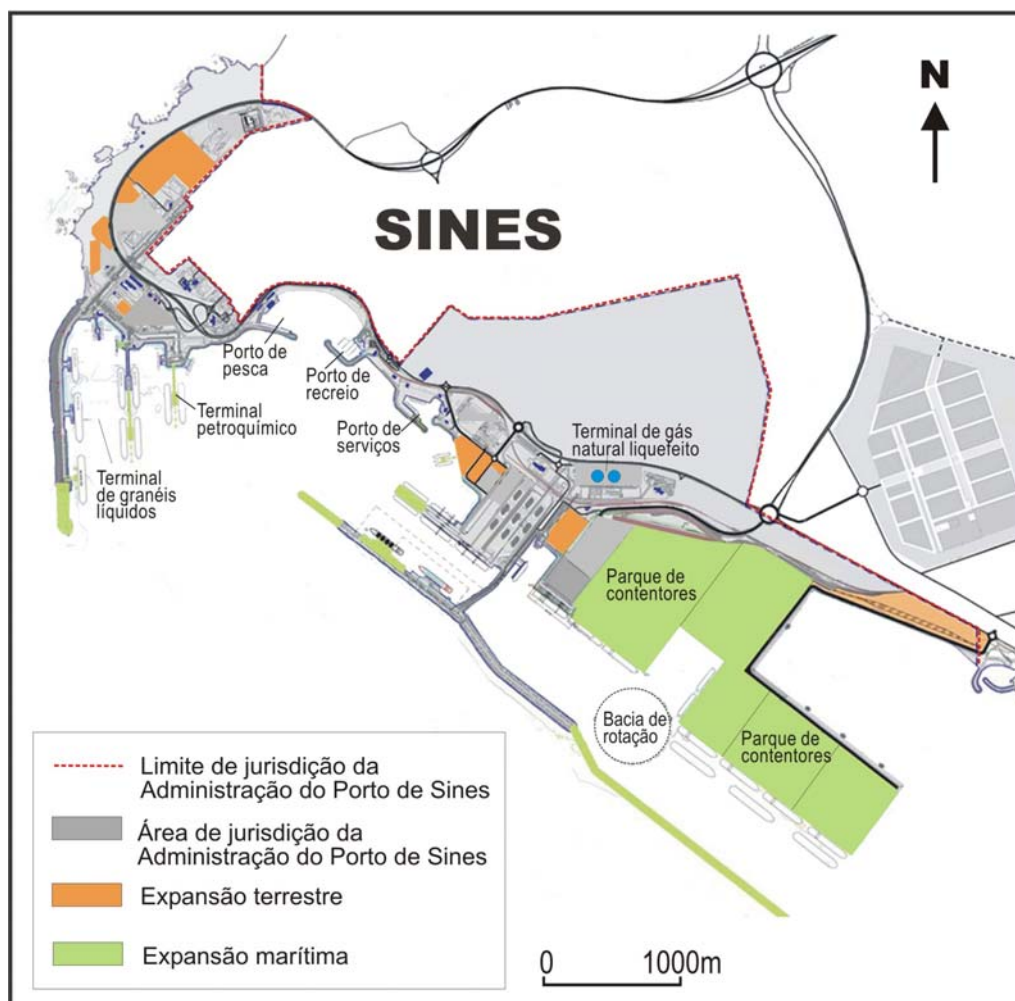 N
SINES
Porto de
pesca
Porto de
recreio
Terminal
petroquímico
Porto de
serviços
Terminal de gás
natural liquefeito
Terminal
de granéis
líquidos
Parque de
contentores
Bacia de
rotação
Parque de
contentores
Limite de jurisdição da
Administração do Porto de Sines
Área de jurisdição da
Administração do Porto de Sines
Expansão terrestre
Expansão marítima
0 1000m